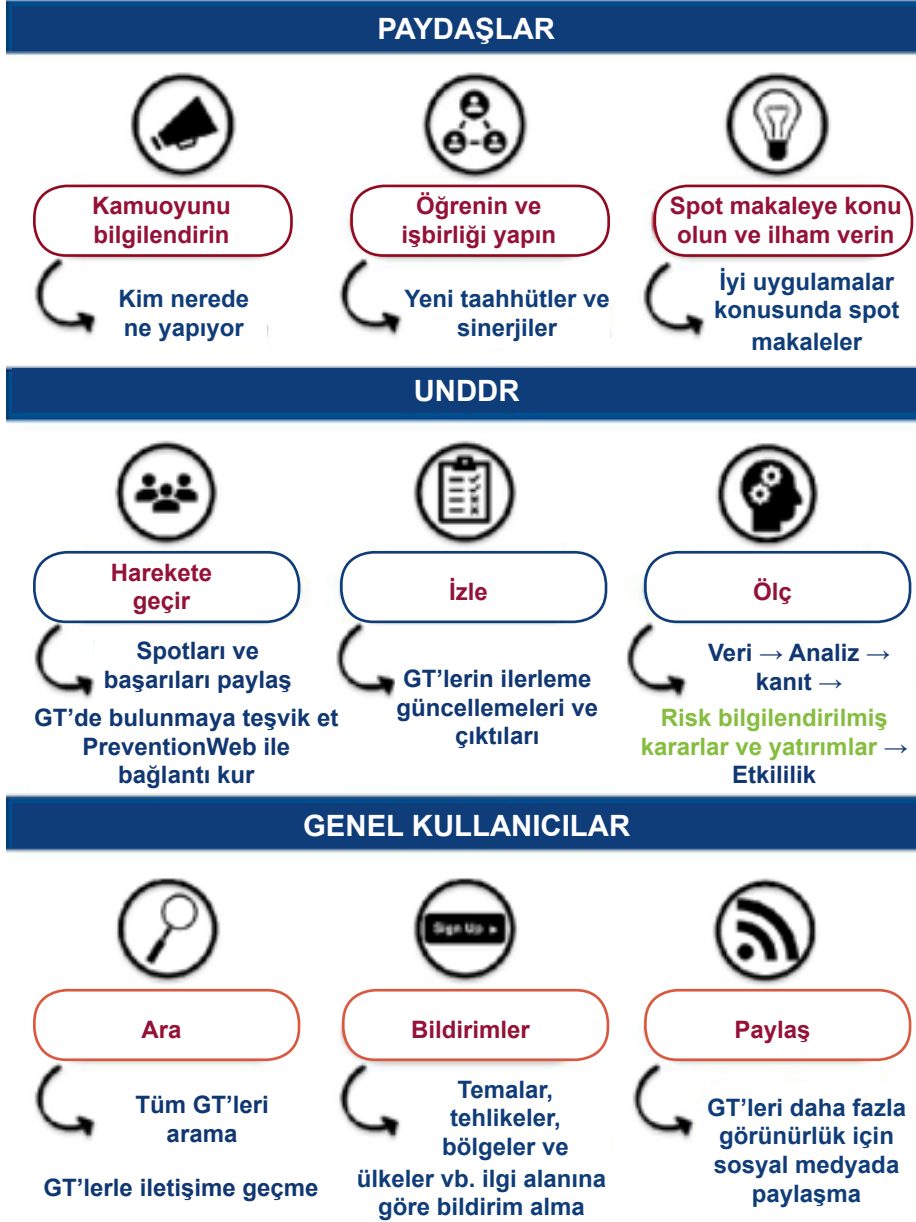 PAYDAŞLAR
Kamuoyunu
bilgilendirin
Kim nerede
ne yapıyor
Öğrenin ve
işbirliği yapın
Yeni taahhütler ve
sinerjiler
Spot makaleye konu
olun ve ilham verin
İyi uygulamalar
konusunda spot
makaleler
UNDDR
Harekete
geçir
Spotları ve
başarıları paylaş
GT’de bulunmaya teşvik et
PreventionWeb ile
bağlantı kur
İzle
GT’lerin ilerleme
güncellemeleri ve
çıktıları
Ölç
Veri → Analiz →
kanıt →
Risk bilgilendirilmiş
kararlar ve yatırımlar →
Etkililik
GENEL KULLANICILAR
Ara
Tüm GT’leri
arama
GT’lerle iletişime geçme
Sign Up
Bildirimler
Temalar,
tehlikeler,
bölgeler ve
ülkeler vb. ilgi alanına
göre bildirim alma
Paylaş
GT’leri daha fazla
görünürlük için
sosyal medyada
paylaşma